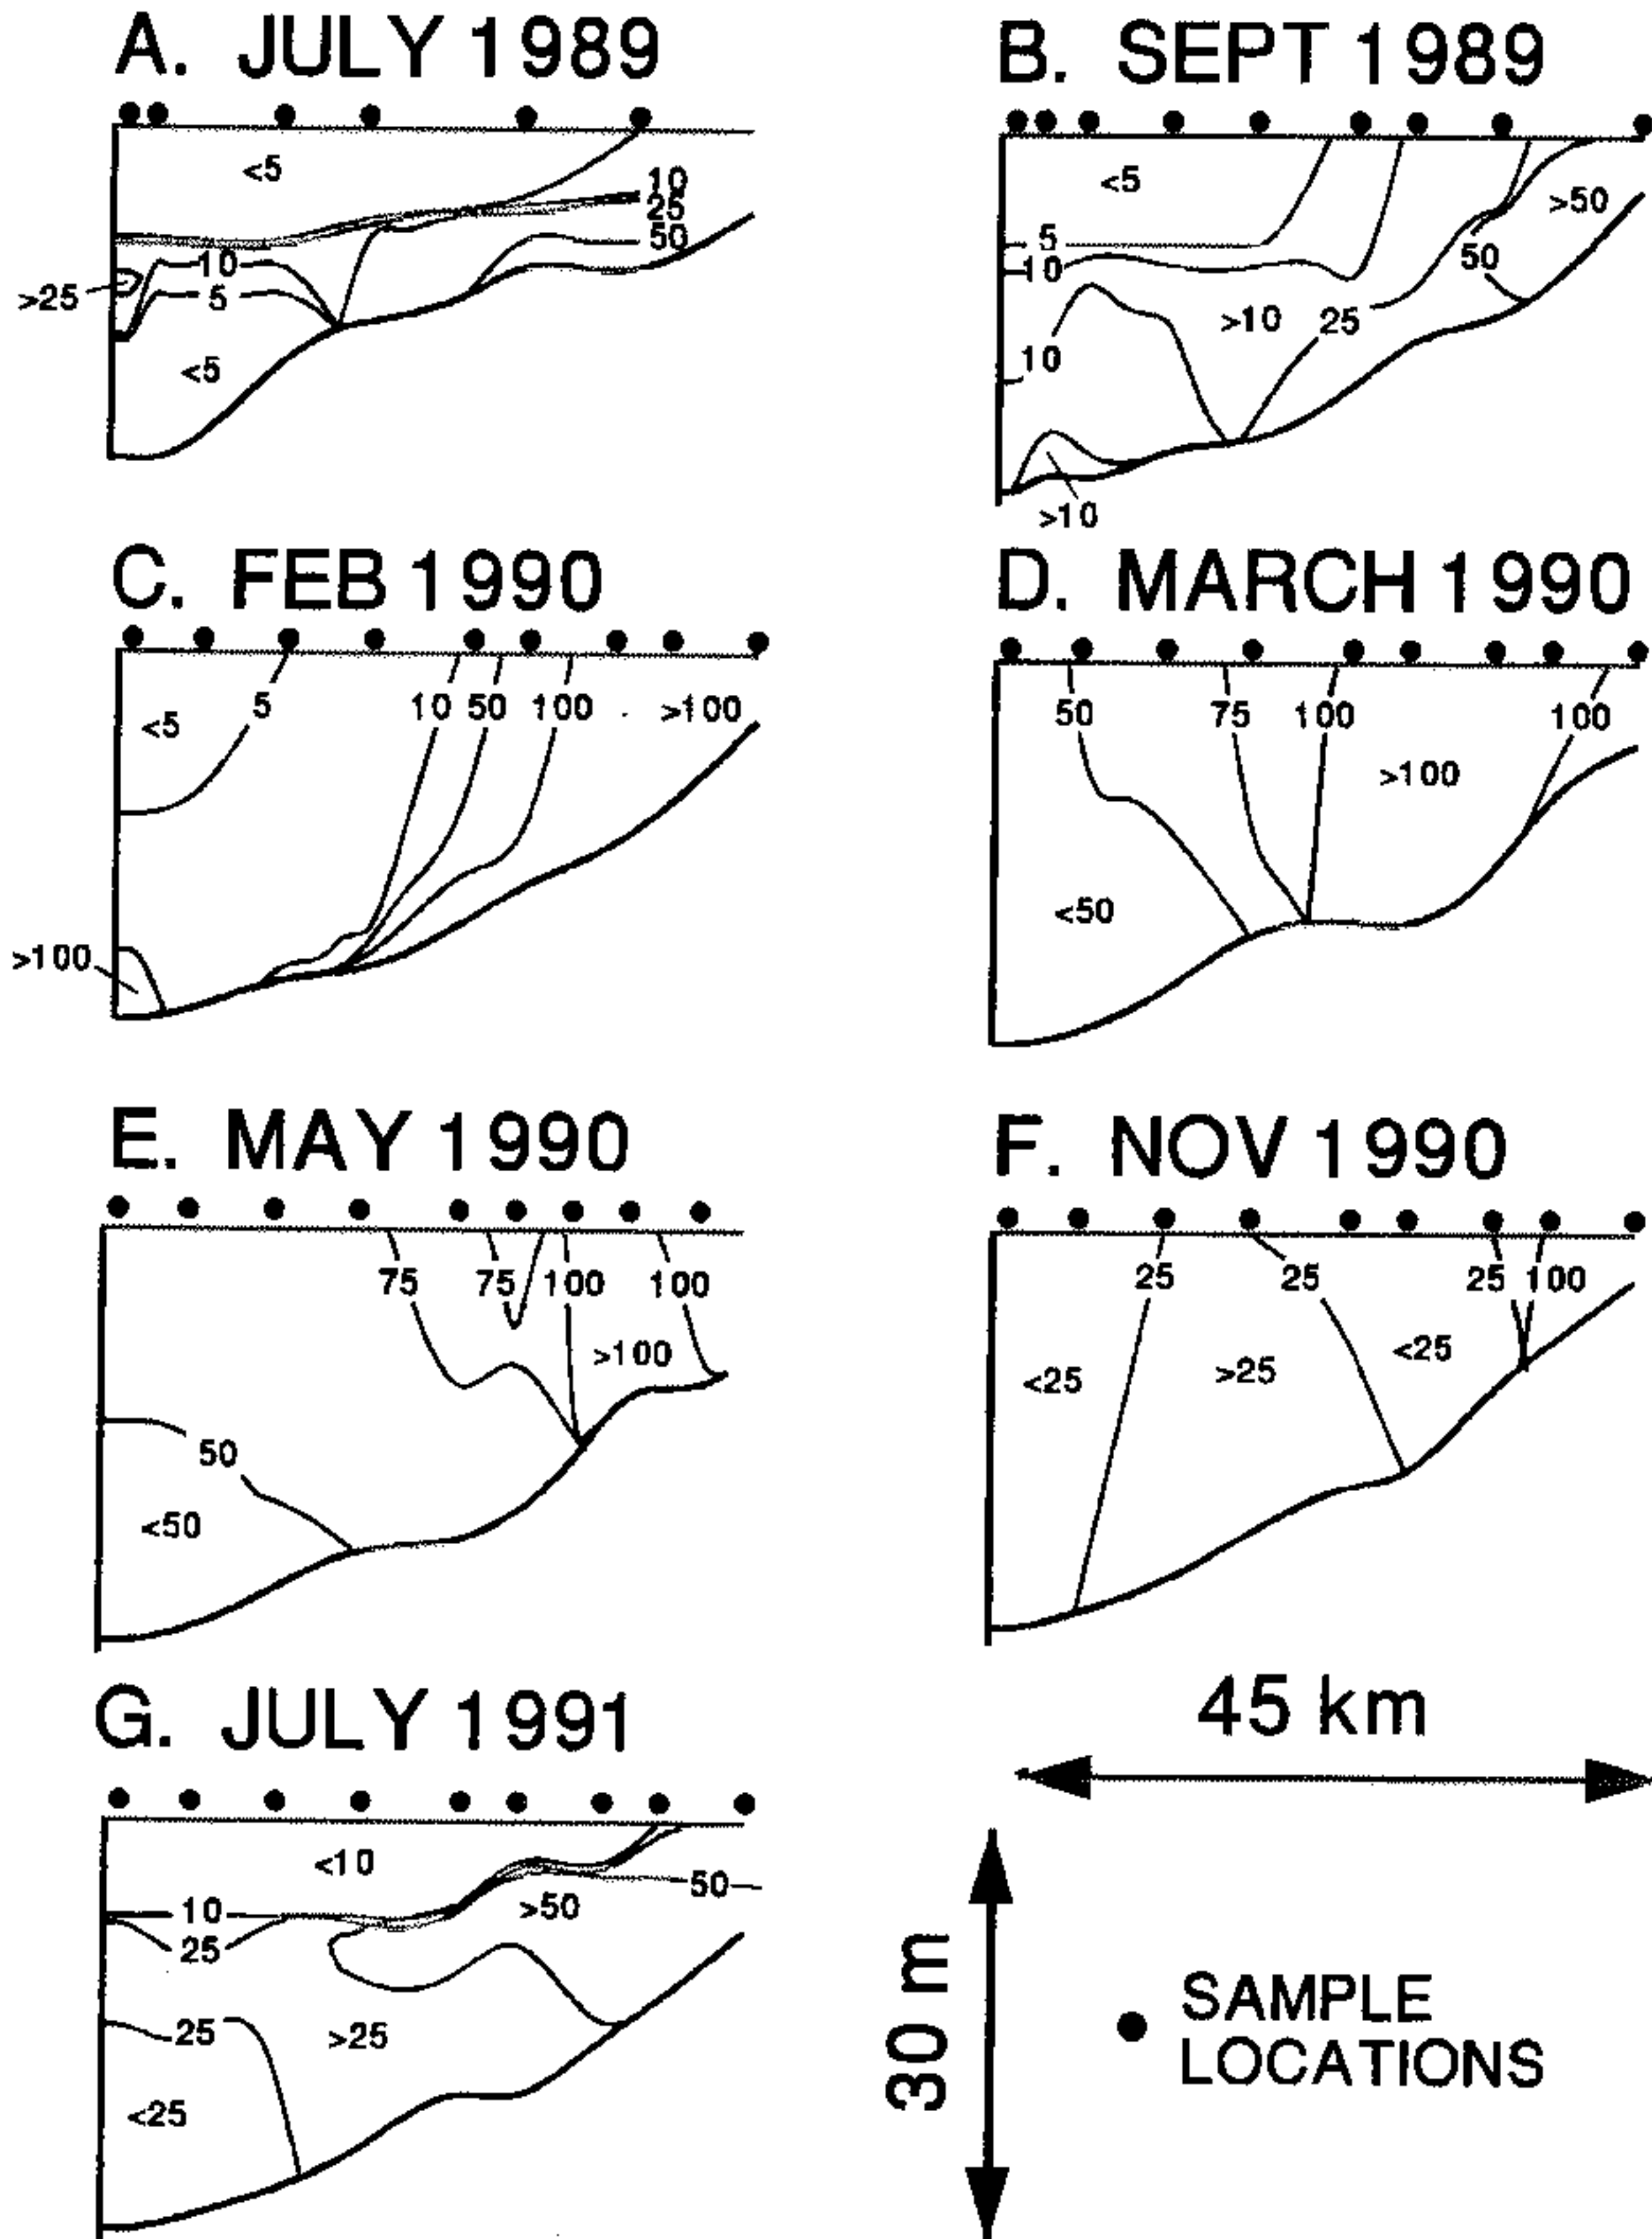 A. JULY 1989
<5
10
25
50
10
>25
5
<5
B. SEPT 1989
<5
>50
5
10
50
>10
25
10
>10
C. FEB 1990
5
10 50 100 >100
<5
>100
D. MARCH 1990
50 75 100 100
>100
<50
E. MAY 1990
75 75 100 100
>100
50
<50
F. NOV 1990
25 25 25 100
<25 >25 <25
G. JULY 1991
<10
50
10 >50
25
25 >25
<25
45 km
30 m
SAMPLE
LOCATIONS